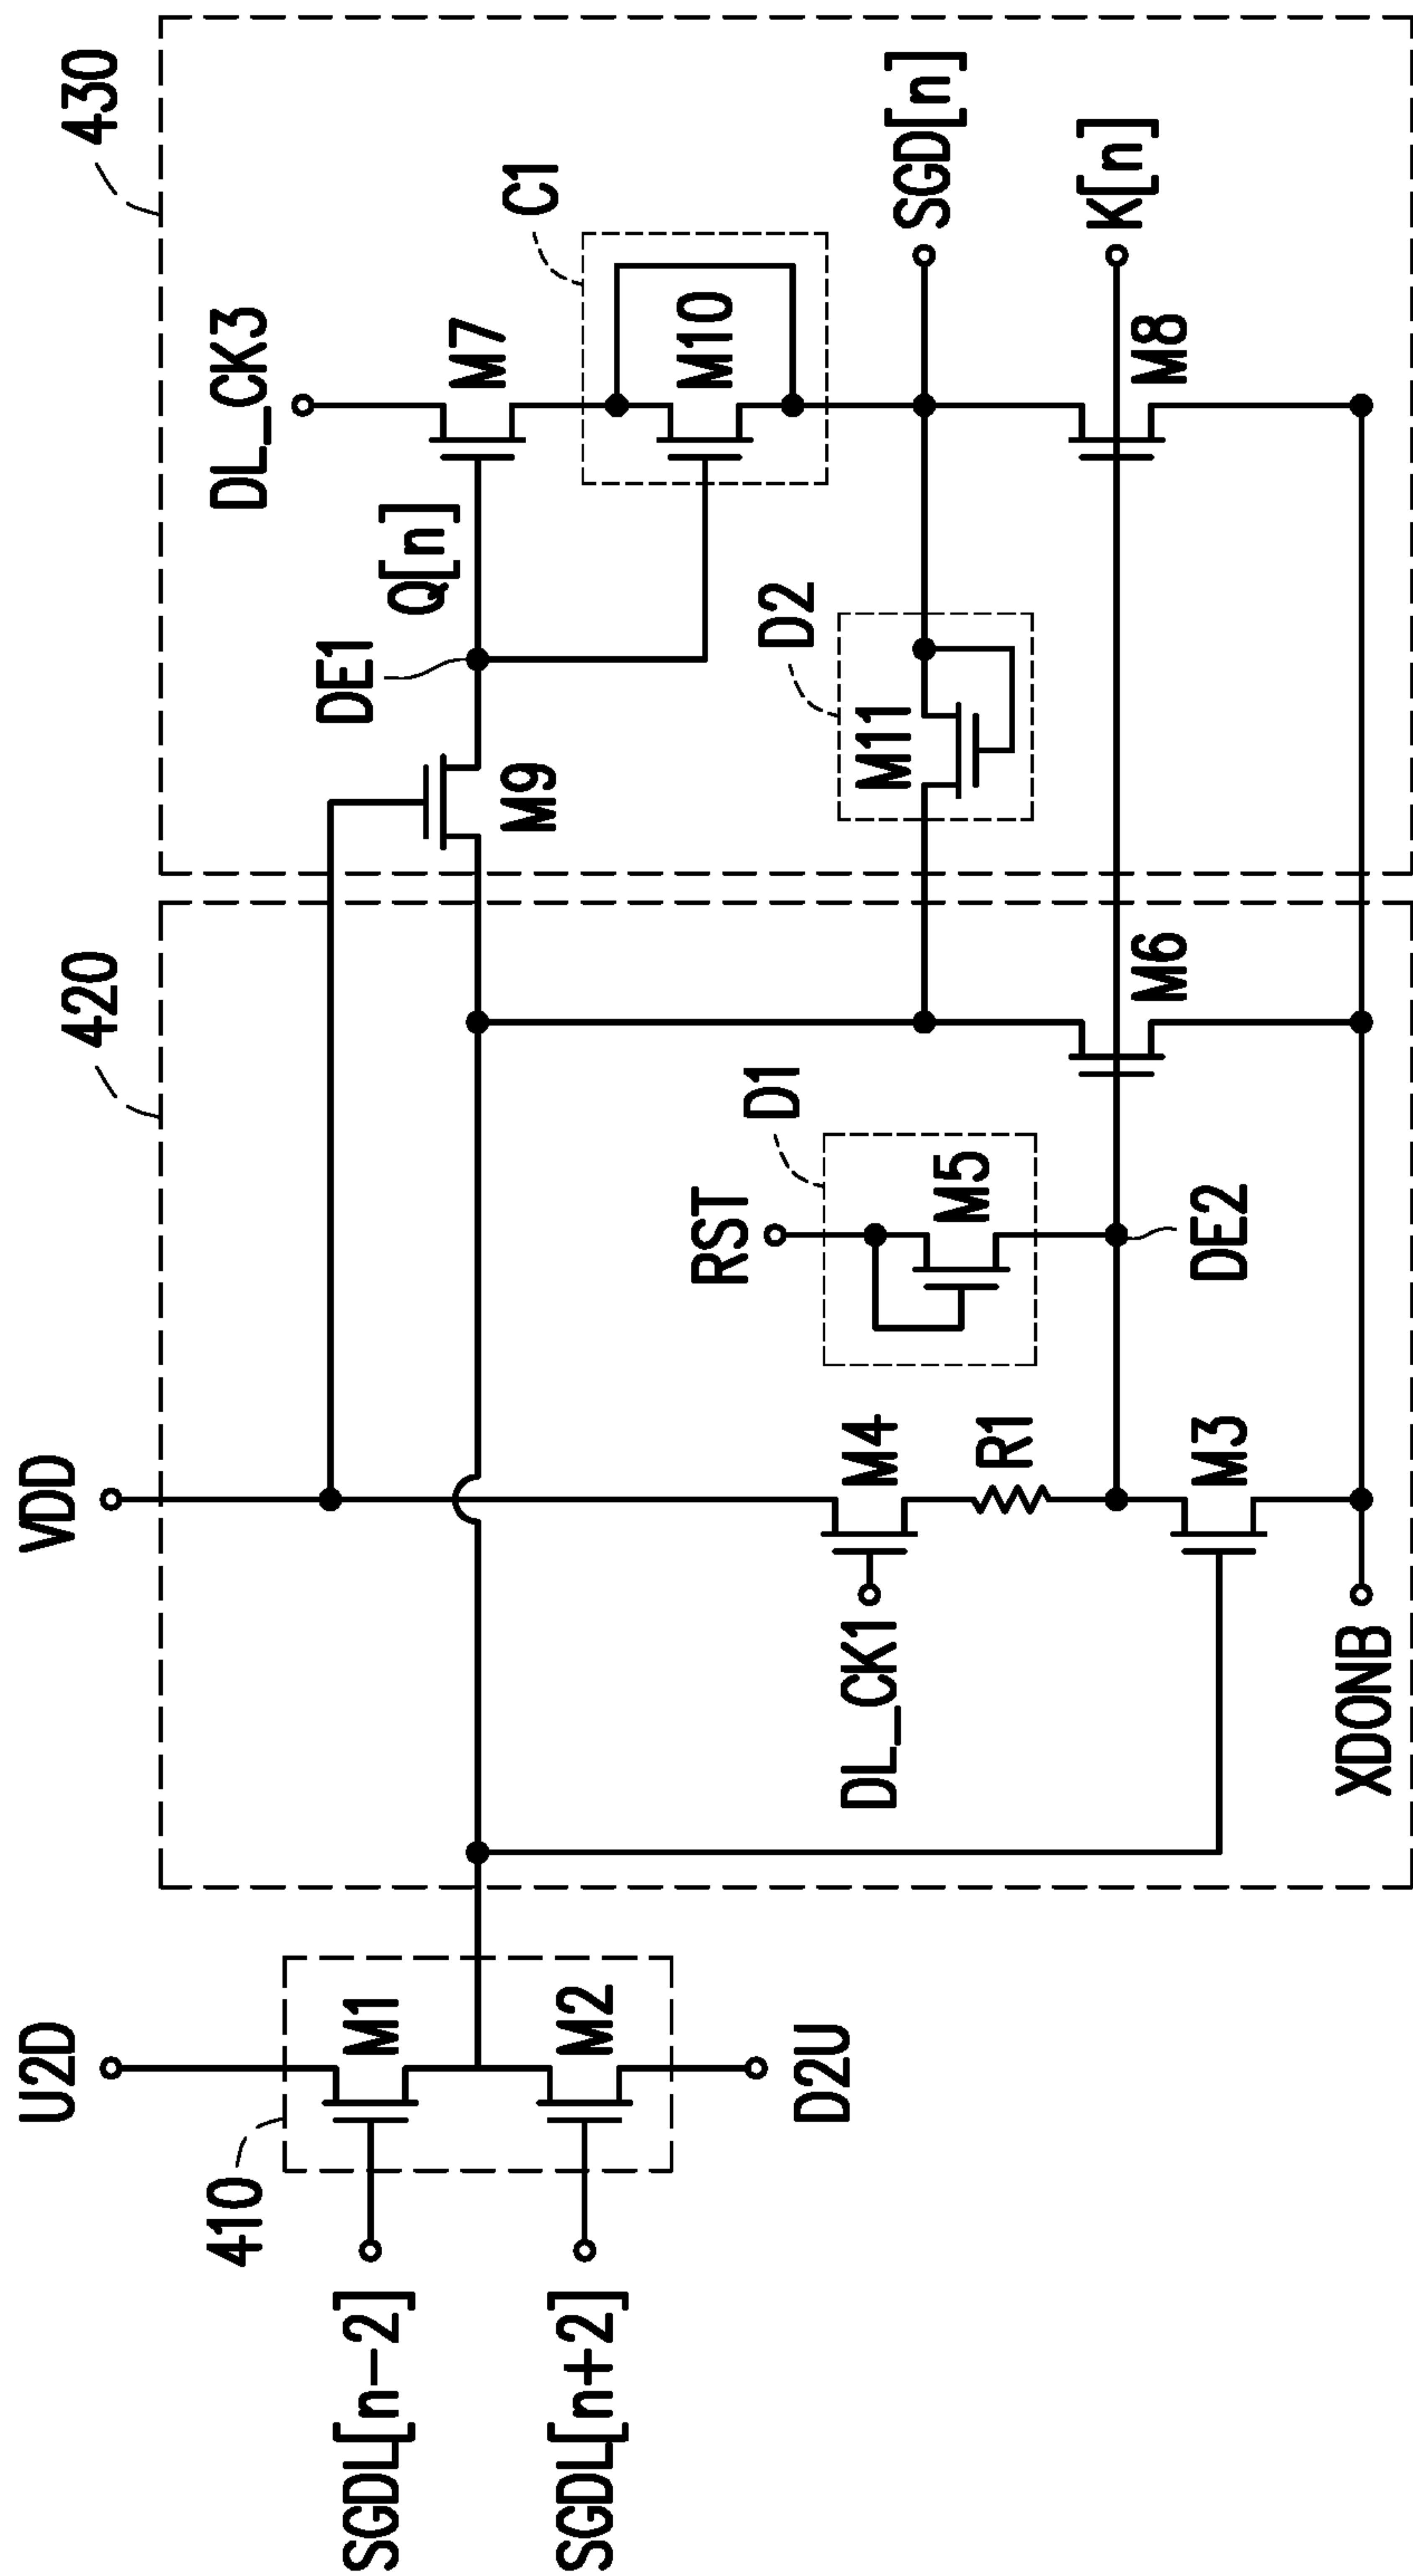 U2D
410
M1
SGDL[n-2]
M2
SGDL[n+2]
D2U
VDD
420
DL_CK1
M4
R1
M3
XDONB
RST
D1
M5
DE2
M6
430
DE1
Q[n]
M9
DL_CK3
M7
C1
M10
D2
M11
SGD[n]
K[n]
M8